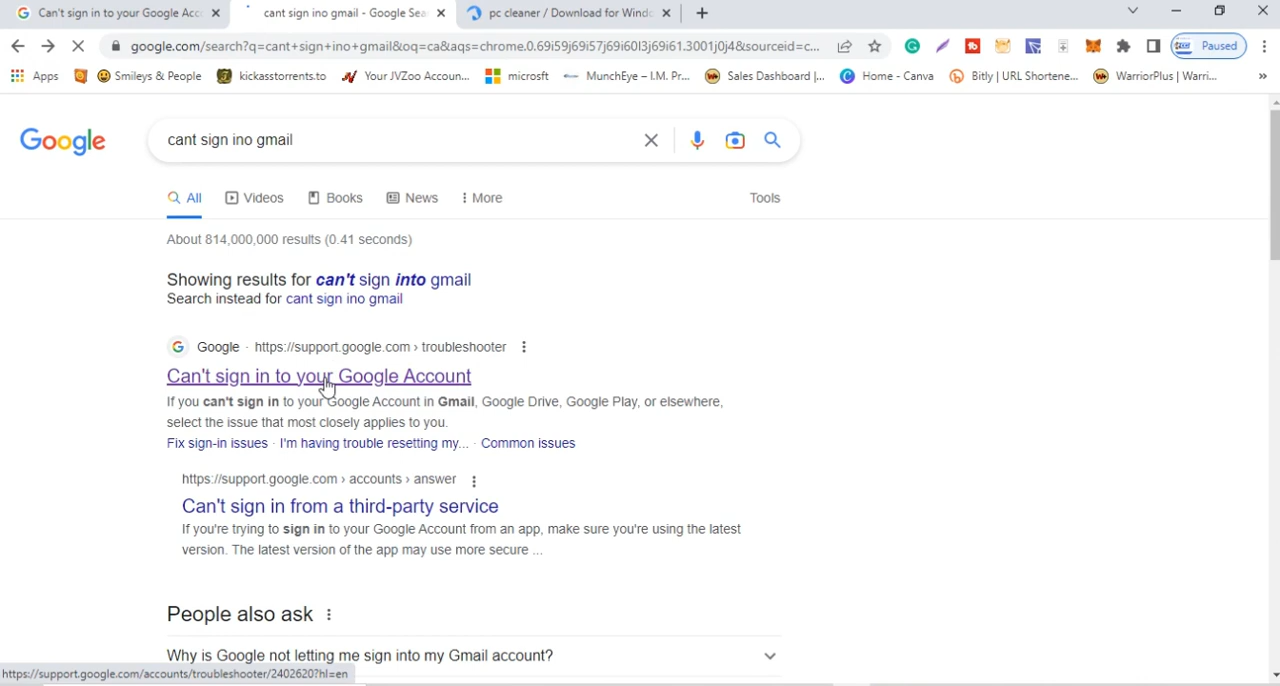 Can't sign in to your Google Acc
cant sign ino gmail - Google Sea
pc cleaner / Download for Windo
google.com/search?q=cant+sign+ino+gmail&oq=ca&aqs=chrome.0.69i59j69i57j69i60l3j69i61.3001j0j4&sourceid=c...
Paused
Apps
Smileys & People
kickasstorrents.to
Your JVZoo Accoun...
microsft
MunchEye – I.M. Pr...
Sales Dashboard |...
Home - Canva
Bitly | URL Shortene...
WarriorPlus | Warri...
»
Google
cant sign ino gmail
All
Videos
Books
News
More
Tools
About 814,000,000 results (0.41 seconds)
Showing results for can't sign into gmail
Search instead for cant sign ino gmail
Google · https://support.google.com › troubleshooter
Can't sign in to your Google Account
If you can't sign in to your Google Account in Gmail, Google Drive, Google Play, or elsewhere,
select the issue that most closely applies to you.
Fix sign-in issues · I'm having trouble resetting my... · Common issues
https://support.google.com › accounts › answer
Can't sign in from a third-party service
If you're trying to sign in to your Google Account from an app, make sure you're using the latest
version. The latest version of the app may use more secure ...
People also ask
Why is Google not letting me sign into my Gmail account?
https://support.google.com/accounts/troubleshooter/2402620?hl=en